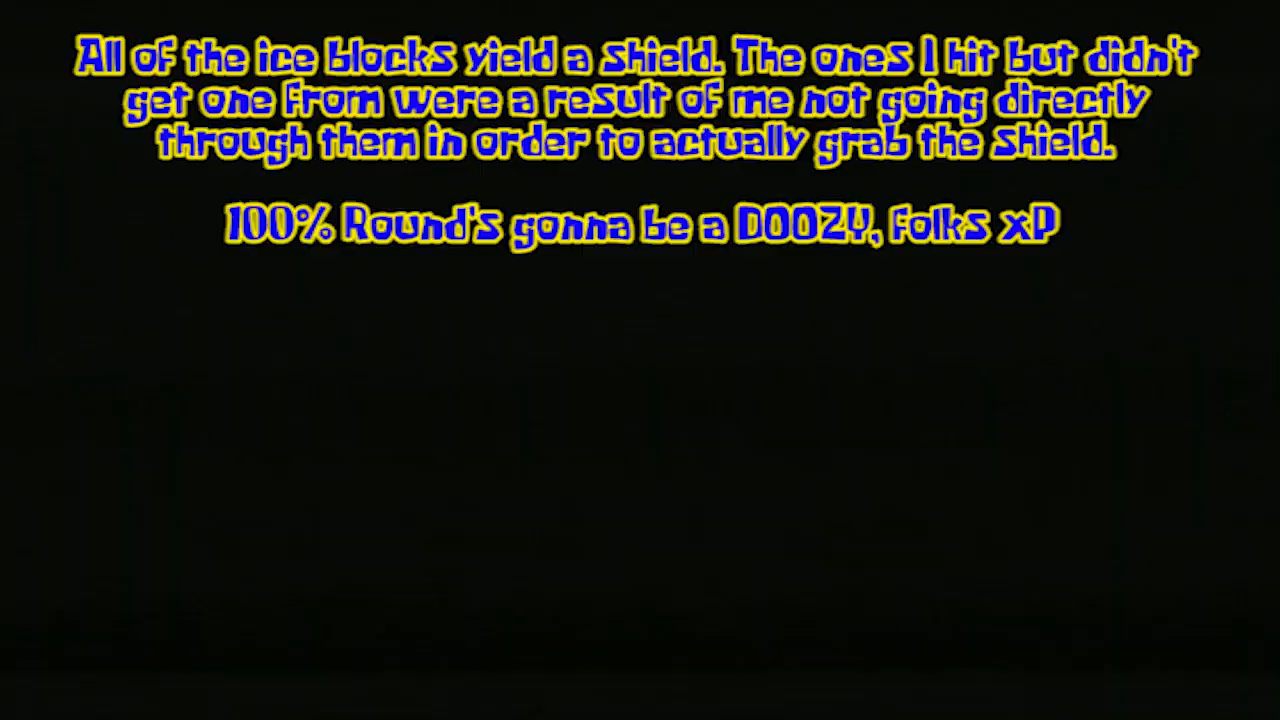 All of the ice blocks yield a shield. The ones I hit but didn't
get one from were a result of me not going directly
through them in order to actually grab the shield.
100% Round's gonna be a DOOZY, folks xP